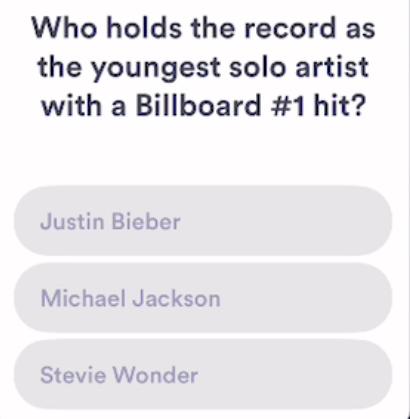 Who holds the record as
the youngest solo artist
with a Billboard #1 hit?
Justin Bieber
Michael Jackson
Stevie Wonder